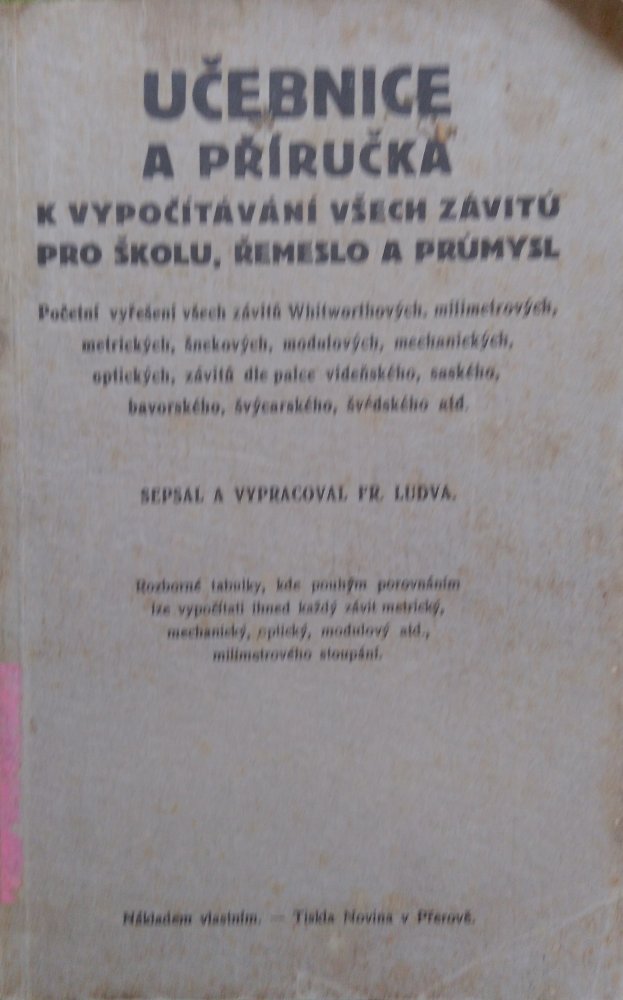 UČEBNICE
A PŘÍRUČKA
K VYPOČÍTÁVÁNÍ VŠECH ZÁVITŮ
PRO ŠKOLU, ŘEMESLO A PRŮMYSL
Početní vyřešení všech závitů Whitworthových, milimetrových,
metrických, šnekových, modulových, mechanických,
optických, závitů dle palce vídeňského, saského,
bavorského, švýcarského, švédského atd.
SEPSAL A VYPRACOVAL FR. LUDVA.
Rozborné tabulky, kde pouhým porovnáním
lze vypočítati ihned každý závit metrický,
mechanický, optický, modulový atd.,
milimetrového stoupání.
Nákladem vlastním. — Tiskla Novina v Přerově.